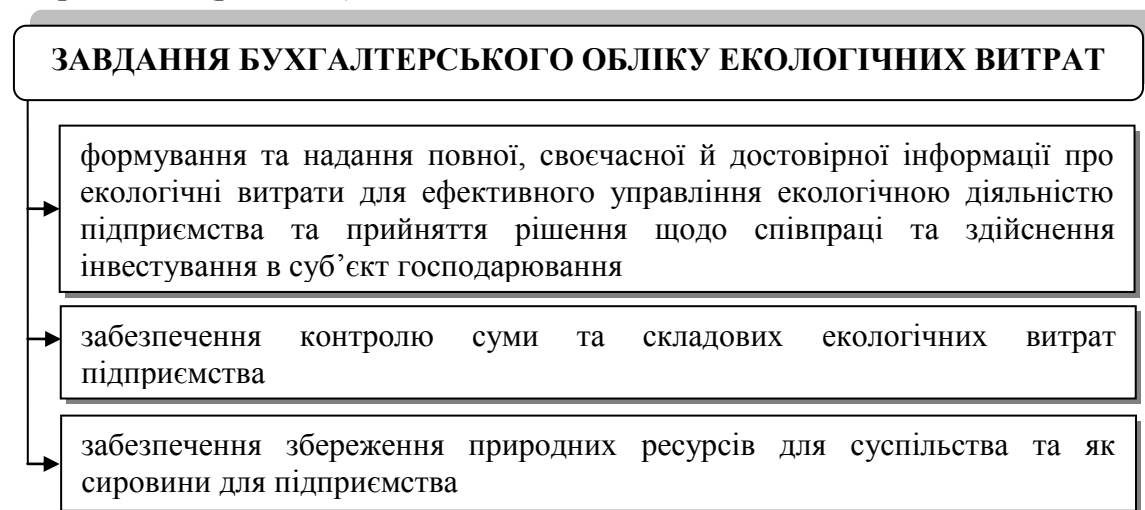 ЗАВДАННЯ БУХГАЛТЕРСЬКОГО ОБЛІКУ ЕКОЛОГІЧНИХ ВИТРАТ
формування та надання повної, своєчасної й достовірної інформації про
екологічні витрати для ефективного управління екологічною діяльністю
підприємства та прийняття рішення щодо співпраці та здійснення
інвестування в суб’єкт господарювання
забезпечення контролю суми та складових екологічних витрат
підприємства
забезпечення збереження природних ресурсів для суспільства та як
сировини для підприємства